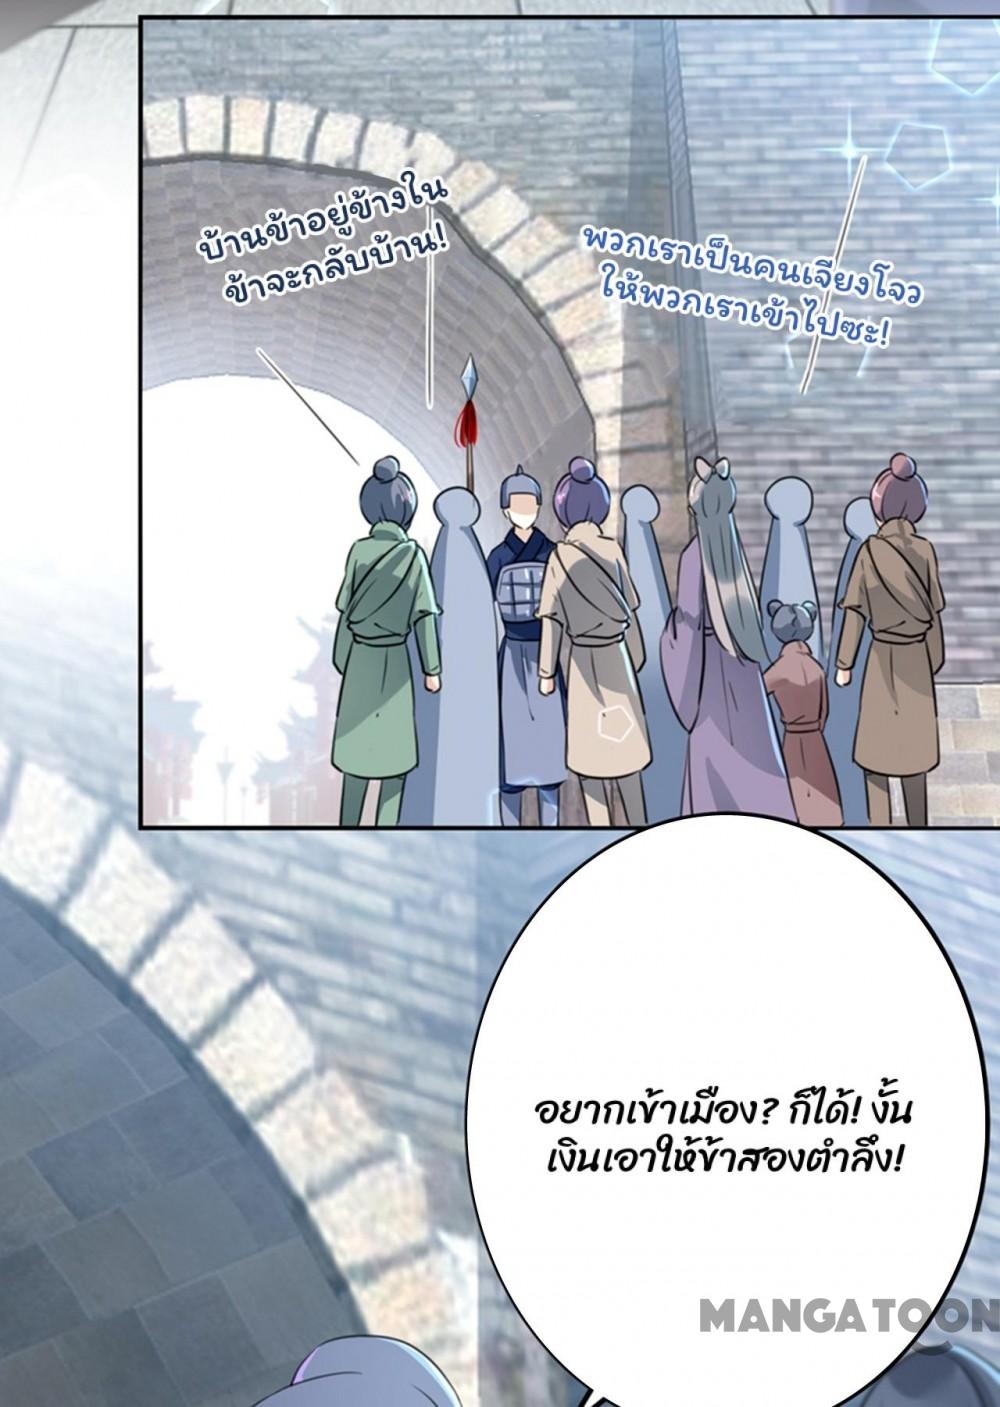 บ้านข้าอยู่ข้างใน
ข้าจะกลับบ้าน!
พวกเราเป็นคนเจียงโจว
ให้พวกเราเข้าไปซะ!
อยากเข้าเมือง? ก็ได้! งั้น
เงินเอาให้ข้าสองตำลึง!
MANGATOON